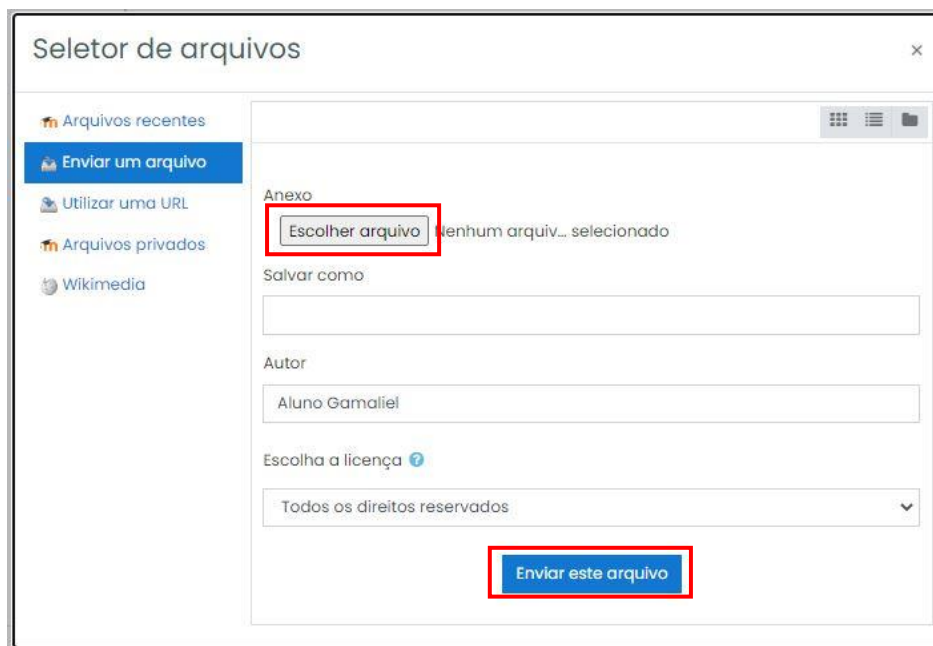 Seletor de arquivos
×
Arquivos recentes
Enviar um arquivo
Utilizar uma URL
Arquivos privados
Wikimedia
Anexo
Escolher arquivo Nenhum arquiv... selecionado
Salvar como
Autor
Aluno Gamaliel
Escolha a licença ?
Todos os direitos reservados
Enviar este arquivo